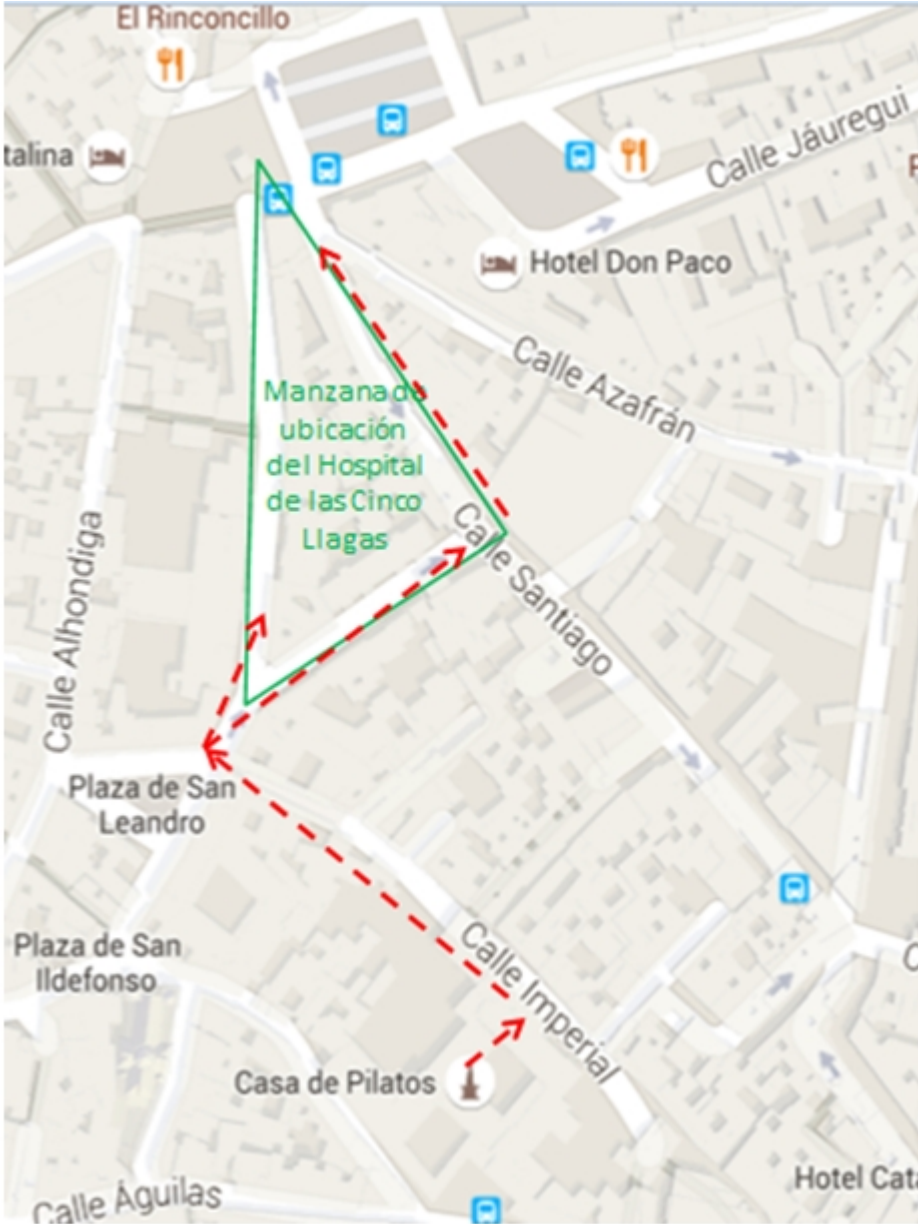 El Rinconcillo
talina
Calle Jáuregui
Hotel Don Paco
Calle Azafrán
Manzana de
ubicación
del Hospital
de las Cinco
Llagas
Calle Santiago
Calle Alhondiga
Plaza de San
Leandro
Plaza de San
Ildefonso
Calle Imperial
Casa de Pilatos
Hotel Cata
Calle Águilas